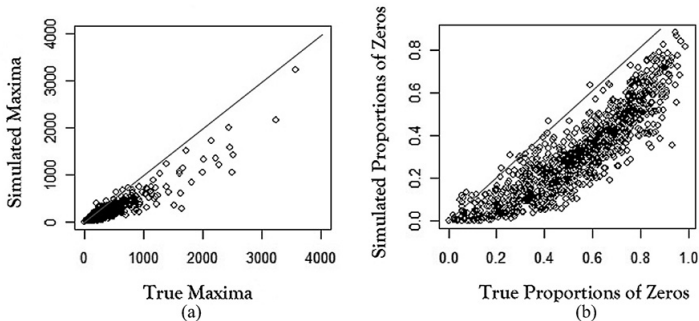 Simulated Maxima
4000
3000
2000
1000
0
0 1000 2000 3000 4000
True Maxima
(a)
Simulated Proportions of Zeros
0.8
0.6
0.4
0.2
0.0
0.0 0.2 0.4 0.6 0.8 1.0
True Proportions of Zeros
(b)